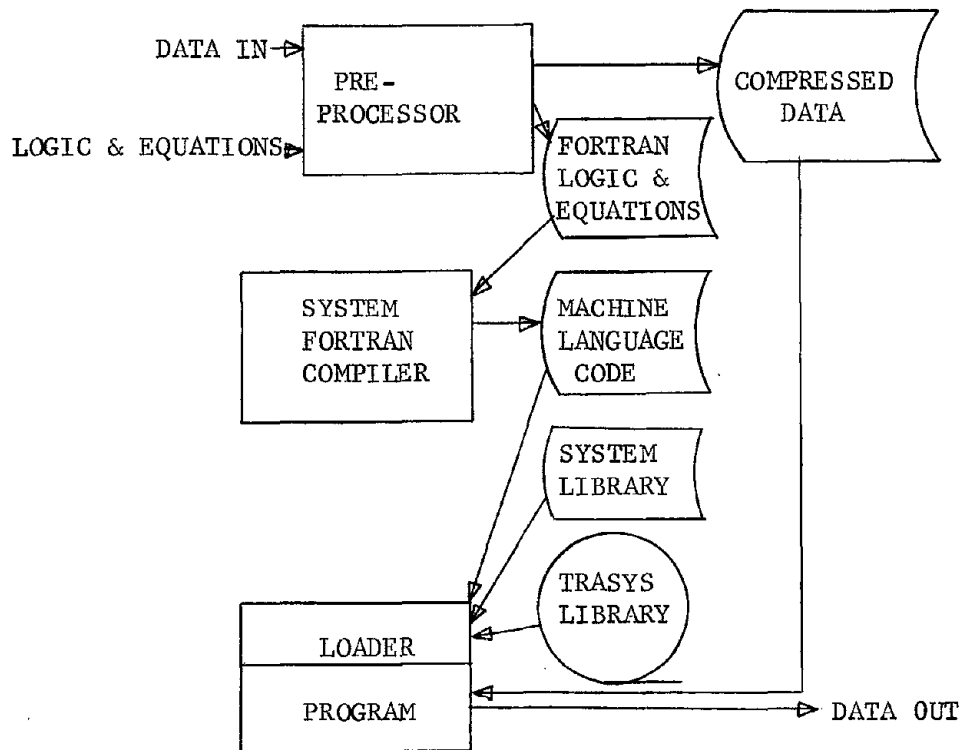 DATA IN
PRE-
PROCESSOR
LOGIC & EQUATIONS
COMPRESSED
DATA
FORTRAN
LOGIC &
EQUATIONS
SYSTEM
FORTRAN
COMPILER
MACHINE
LANGUAGE
CODE
SYSTEM
LIBRARY
TRASYS
LIBRARY
LOADER
PROGRAM
DATA OUT